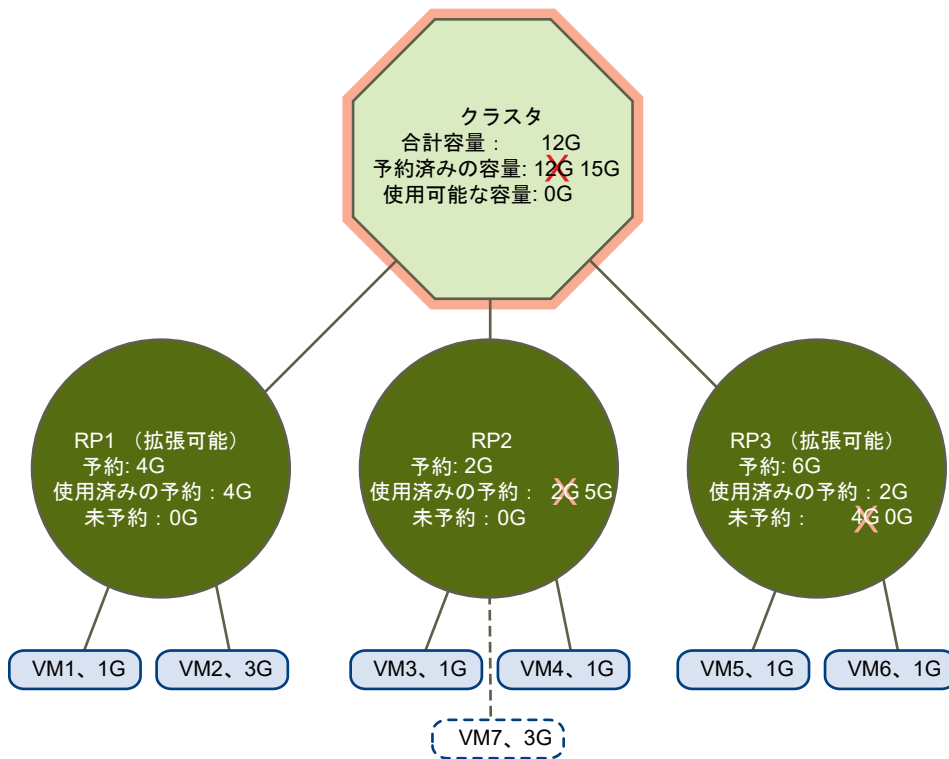 クラスタ
合計容量： 12G
予約済みの容量: 12G 15G
使用可能な容量: 0G
RP1 （拡張可能）
予約: 4G
使用済みの予約：4G
未予約：0G
RP2
予約: 2G
使用済みの予約： 2G 5G
未予約：0G
RP3 （拡張可能）
予約: 6G
使用済みの予約：2G
未予約： 4G 0G
VM1、1G
VM2、3G
VM3、1G
VM4、1G
VM5、1G
VM6、1G
VM7、3G